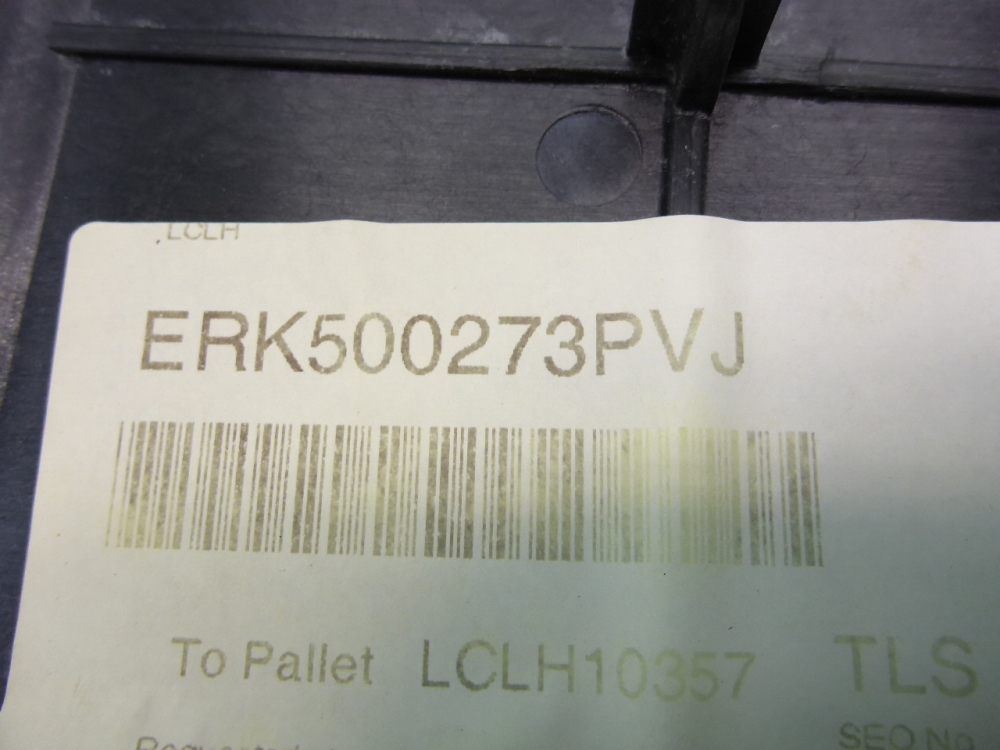 LCLH
ERK500273PVJ
To Pallet LCLH10357 TLS
SEQ No